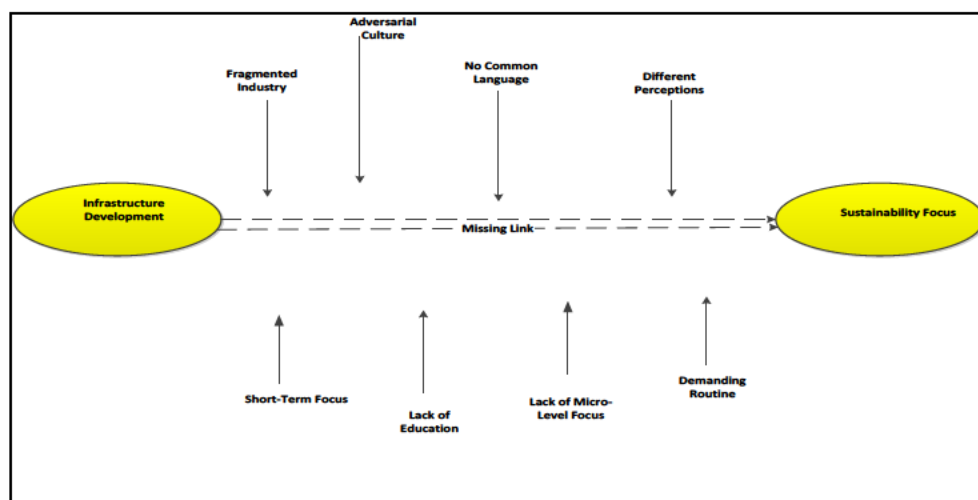 Adversarial
Culture
Fragmented
Industry
No Common
Language
Different
Perceptions
Infrastructure
Development
Missing Link
Sustainability Focus
Short-Term Focus
Lack of
Education
Lack of Micro-
Level Focus
Demanding
Routine